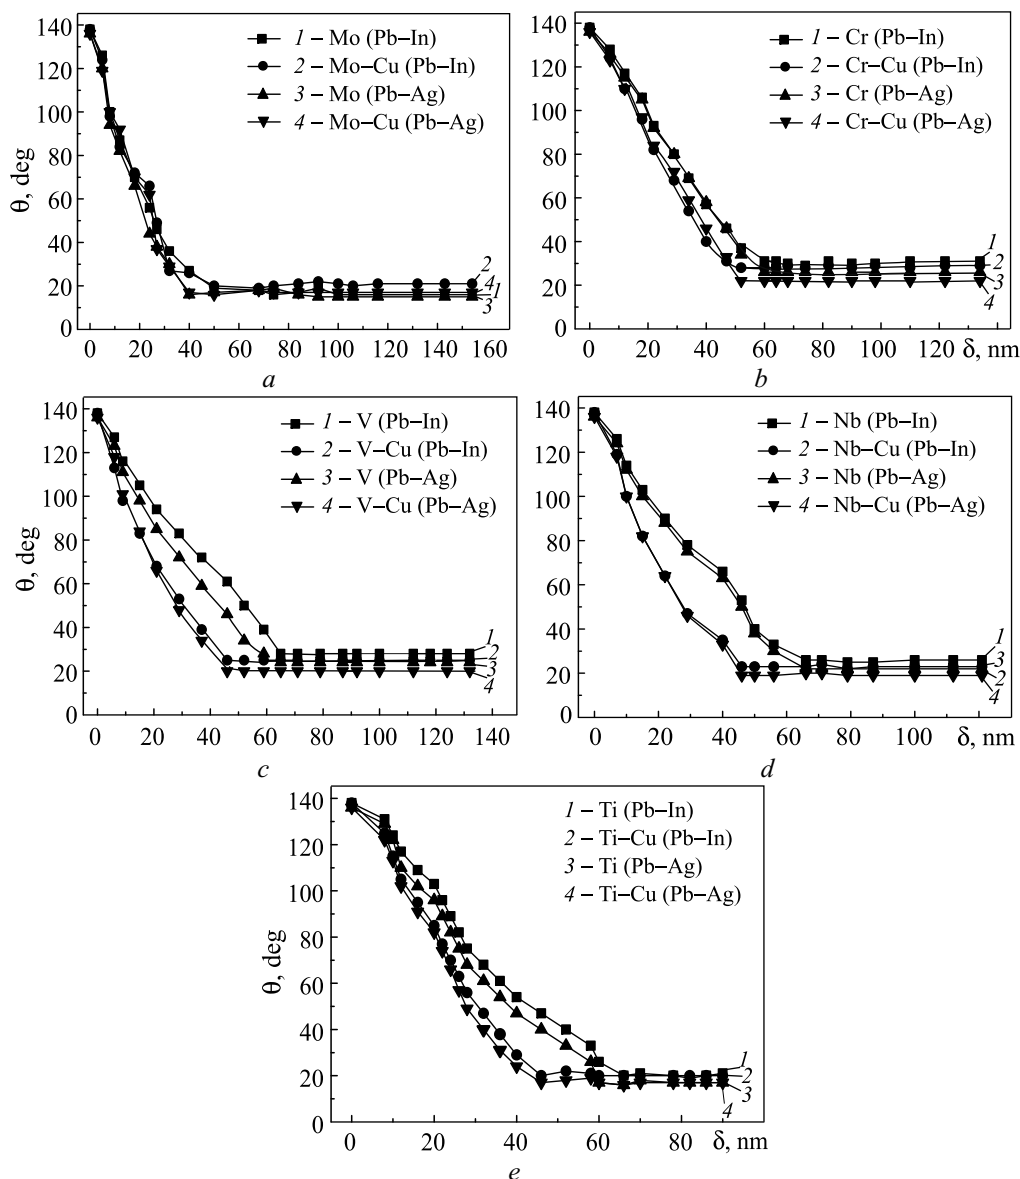 140
120
100
80
60
40
20
0
θ, deg
1 – Mo (Pb–In)
2 – Mo–Cu (Pb–In)
3 – Mo (Pb–Ag)
4 – Mo–Cu (Pb–Ag)
2
4
1
3
0 20 40 60 80 100 120 140 160
a
140
120
100
80
60
40
20
0
θ, deg
1 – Cr (Pb–In)
2 – Cr–Cu (Pb–In)
3 – Cr (Pb–Ag)
4 – Cr–Cu (Pb–Ag)
1
2
3
4
0 20 40 60 80 100 120 δ, nm
b
140
120
100
80
60
40
20
0
θ, deg
1 – V (Pb–In)
2 – V–Cu (Pb–In)
3 – V (Pb–Ag)
4 – V–Cu (Pb–Ag)
1
2
3
4
0 20 40 60 80 100 120 140
c
140
120
100
80
60
40
20
0
θ, deg
1 – Nb (Pb–In)
2 – Nb–Cu (Pb–In)
3 – Nb (Pb–Ag)
4 – Nb–Cu (Pb–Ag)
1
3
2
4
0 20 40 60 80 100 δ, nm
d
140
120
100
80
60
40
20
0
θ, deg
1 – Ti (Pb–In)
2 – Ti–Cu (Pb–In)
3 – Ti (Pb–Ag)
4 – Ti–Cu (Pb–Ag)
1
2
3
4
0 20 40 60 80 δ, nm
e